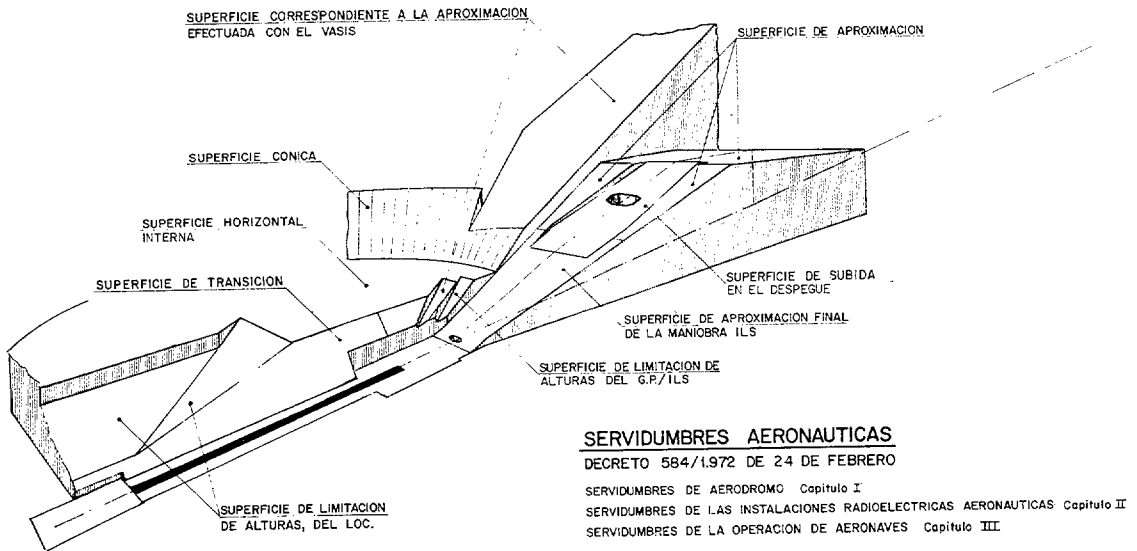 SUPERFICIE CORRESPONDIENTE A LA APROXIMACION
EFECTUADA CON EL VASIS
SUPERFICIE DE APROXIMACION
SUPERFICIE CONICA
SUPERFICIE HORIZONTAL
INTERNA
SUPERFICIE DE TRANSICION
SUPERFICIE DE SUBIDA
EN EL DESPEGUE
SUPERFICIE DE APROXIMACION FINAL
DE LA MANIOBRA ILS
SUPERFICIE DE LIMITACION DE
ALTURAS DEL G.P./ILS
SUPERFICIE DE LIMITACION
DE ALTURAS, DEL LOC.
SERVIDUMBRES AERONAUTICAS
DECRETO 584/1.972 DE 24 DE FEBRERO
SERVIDUMBRES DE AERODROMO Capitulo I
SERVIDUMBRES DE LAS INSTALACIONES RADIOELECTRICAS AERONAUTICAS Capitulo II
SERVIDUMBRES DE LA OPERACION DE AERONAVES Capitulo III